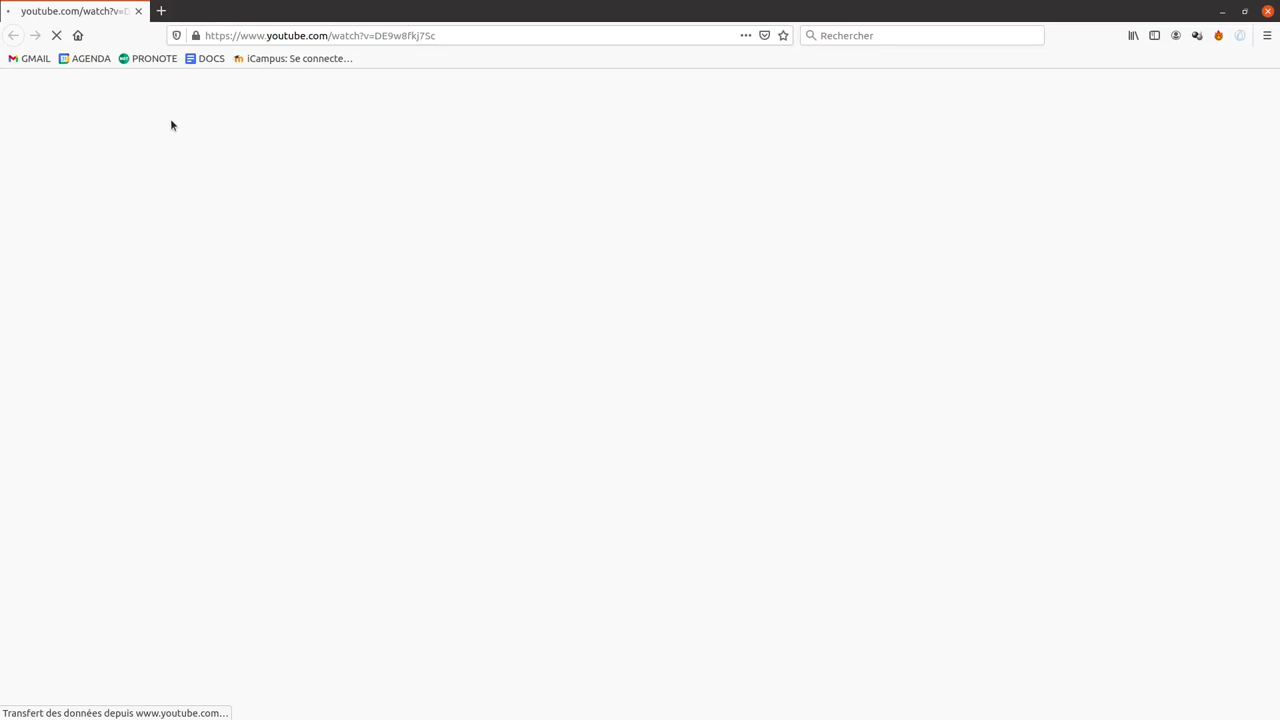 youtube.com/watch?v=D
https://www.youtube.com/watch?v=DE9w8fkj7Sc
Rechercher
GMAIL AGENDA PRONOTE DOCS iCampus: Se connecte…
Transfert des données depuis www.youtube.com…